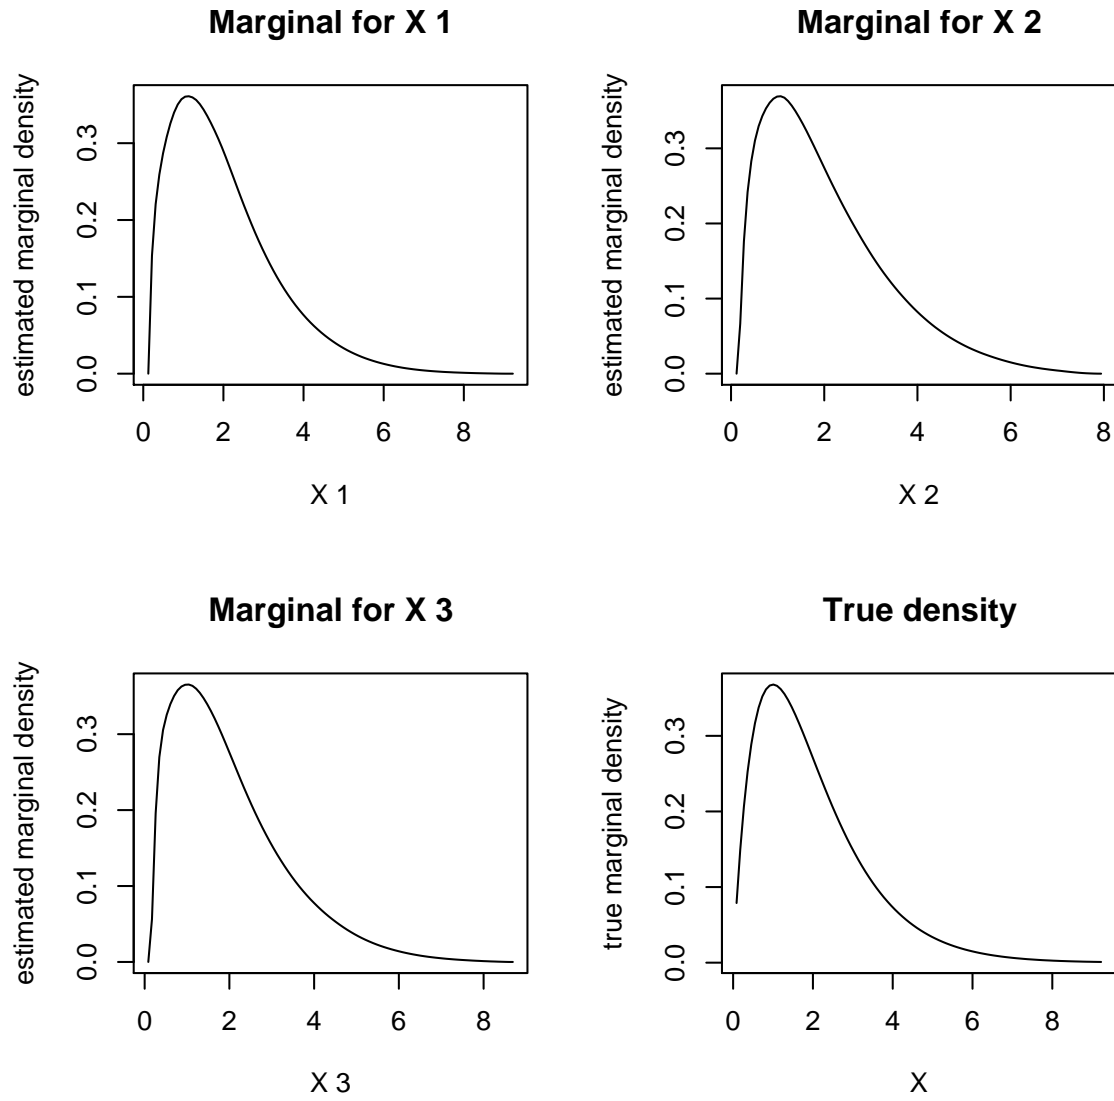 Marginal for X 1
estimated marginal density
0.0 0.1 0.2 0.3
0 2 4 6 8
X 1
Marginal for X 2
estimated marginal density
0.0 0.1 0.2 0.3
0 2 4 6 8
X 2
Marginal for X 3
estimated marginal density
0.0 0.1 0.2 0.3
0 2 4 6 8
X 3
True density
true marginal density
0.0 0.1 0.2 0.3
0 2 4 6 8
X